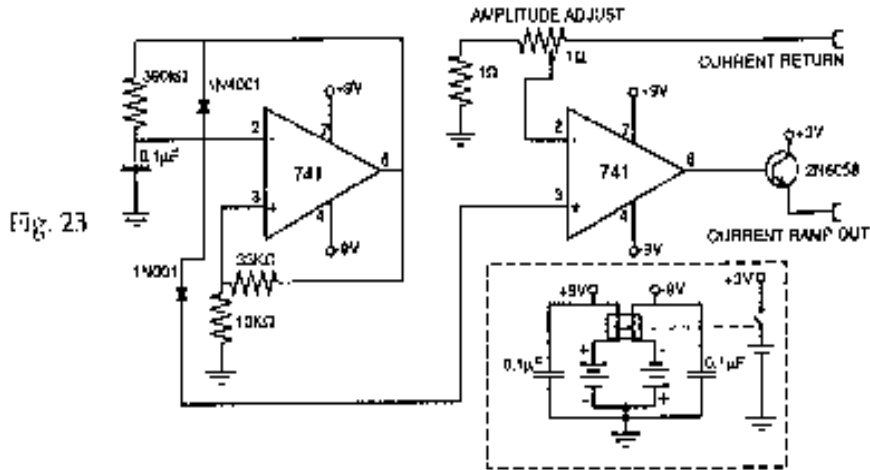 AMPLITUDE ADJUST
1Ω
CURRENT RETURN
390kΩ
1N4001
+9V
1Ω
+9V
2
7
2
7
+3V
0.1µF
741
6
741
6
2N6058
3
4
3
4
Fig. 23
-9V
-9V
CURRENT RAMP OUT
33KΩ
10KΩ
+9V
-9V
+3V
0.1µF
0.1µF